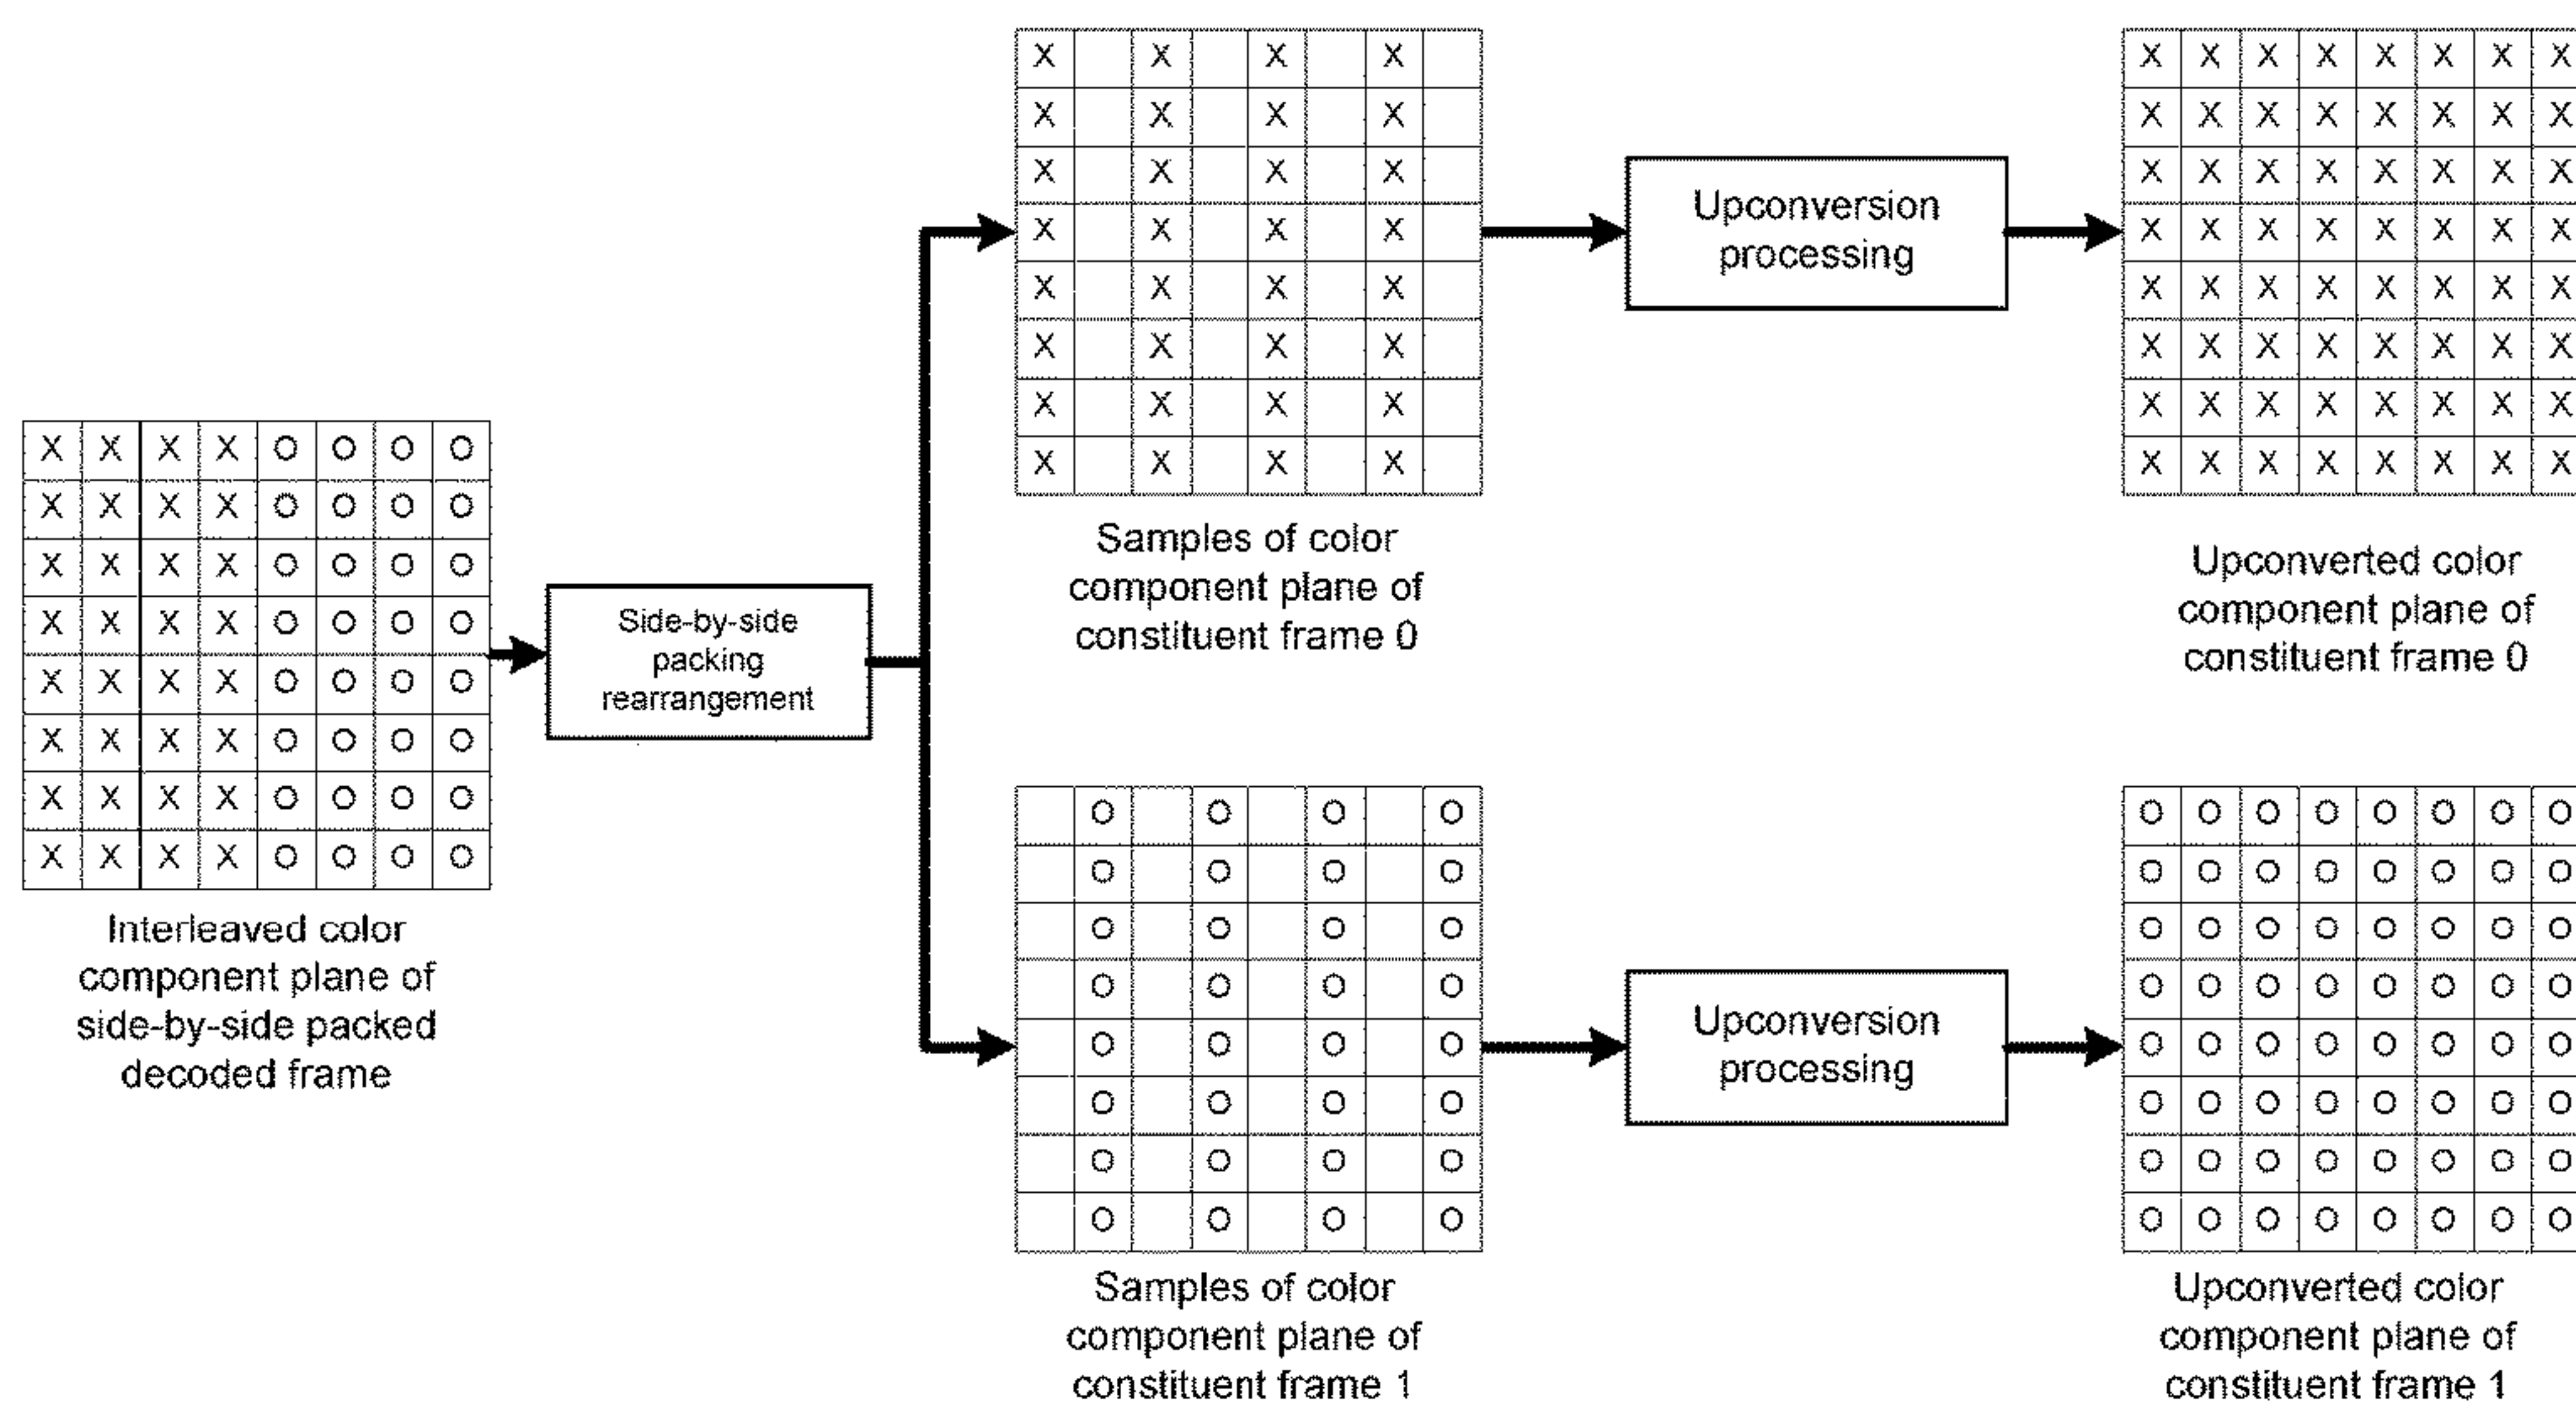 X X X X
X X X X
X X X X
X X X X
X X X X
X X X X
X X X X
X X X X
Upconversion
processing
X X X X X X X X
X X X X X X X X
X X X X X X X X
X X X X X X X X
X X X X X X X X
X X X X X X X X
X X X X X X X X
X X X X X X X X
Samples of color
component plane of
constituent frame 0
Upconverted color
component plane of
constituent frame 0
X X X X O O O O
X X X X O O O O
X X X X O O O O
X X X X O O O O
X X X X O O O O
X X X X O O O O
X X X X O O O O
X X X X O O O O
Side-by-side
packing
rearrangement
Interleaved color
component plane of
side-by-side packed
decoded frame
O O O O
O O O O
O O O O
O O O O
O O O O
O O O O
O O O O
O O O O
Upconversion
processing
O O O O O O O O
O O O O O O O O
O O O O O O O O
O O O O O O O O
O O O O O O O O
O O O O O O O O
O O O O O O O O
O O O O O O O O
Samples of color
component plane of
constituent frame 1
Upconverted color
component plane of
constituent frame 1